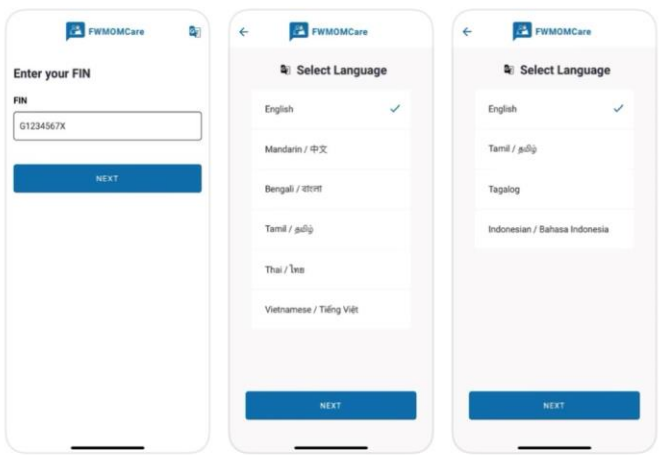 FWMOMCare
Enter your FIN
FIN
G1234567X
NEXT
FWMOMCare
Select Language
English
Mandarin / 中文
Bengali / বাংলা
Tamil / தமிழ்
Thai / ไทย
Vietnamese / Tiếng Việt
NEXT
FWMOMCare
Select Language
English
Tamil / தமிழ்
Tagalog
Indonesian / Bahasa Indonesia
NEXT